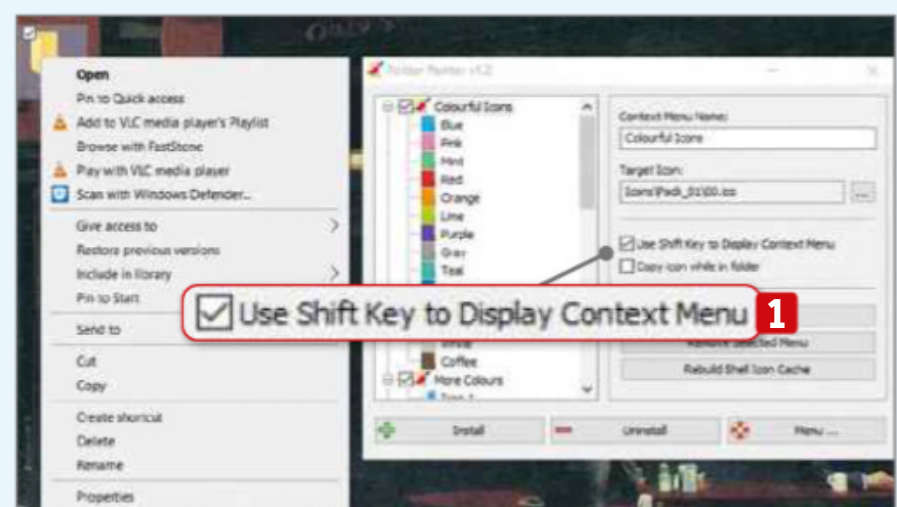 Open
Pin to Quick access
Add to VLC media player's Playlist
Browse with FastStone
Play with VLC media player
Scan with Windows Defender...
Give access to
Restore previous versions
Include in library
Pin to Start
Send to
Cut
Copy
Create shortcut
Delete
Rename
Properties
Folder Painter v1.2
Colourful Icons
Blue
Pink
Mint
Red
Orange
Lime
Purple
Gray
Teal
White
Coffee
More Colours
Context Menu Name:
Colourful Icons
Target Icon:
Icons\Pack_01\00.ico
...
Use Shift Key to Display Context Menu
Copy icon while in folder
Use Shift Key to Display Context Menu 1
Remove Selected Menu
Rebuild Shell Icon Cache
Install
Uninstall
Menu ...